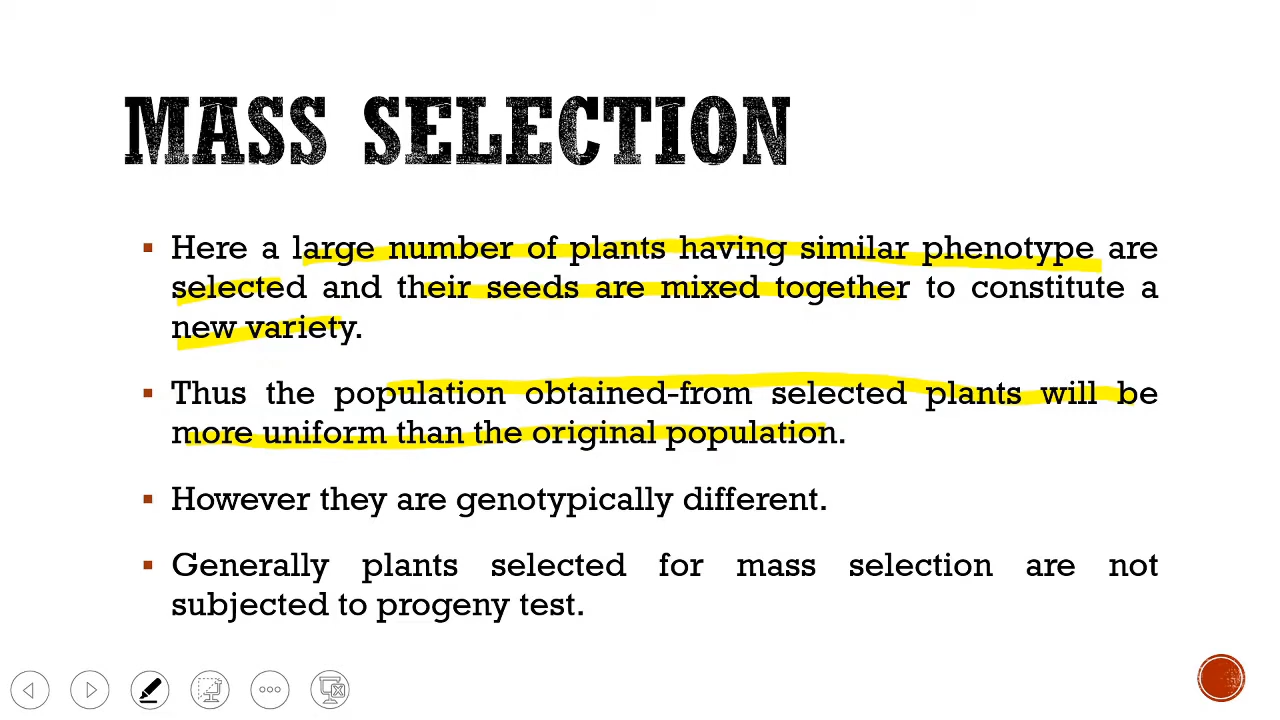 MASS SELECTION
▪ Here a large number of plants having similar phenotype are
selected and their seeds are mixed together to constitute a
new variety.
▪ Thus the population obtained-from selected plants will be
more uniform than the original population.
▪ However they are genotypically different.
▪ Generally plants selected for mass selection are not
subjected to progeny test.